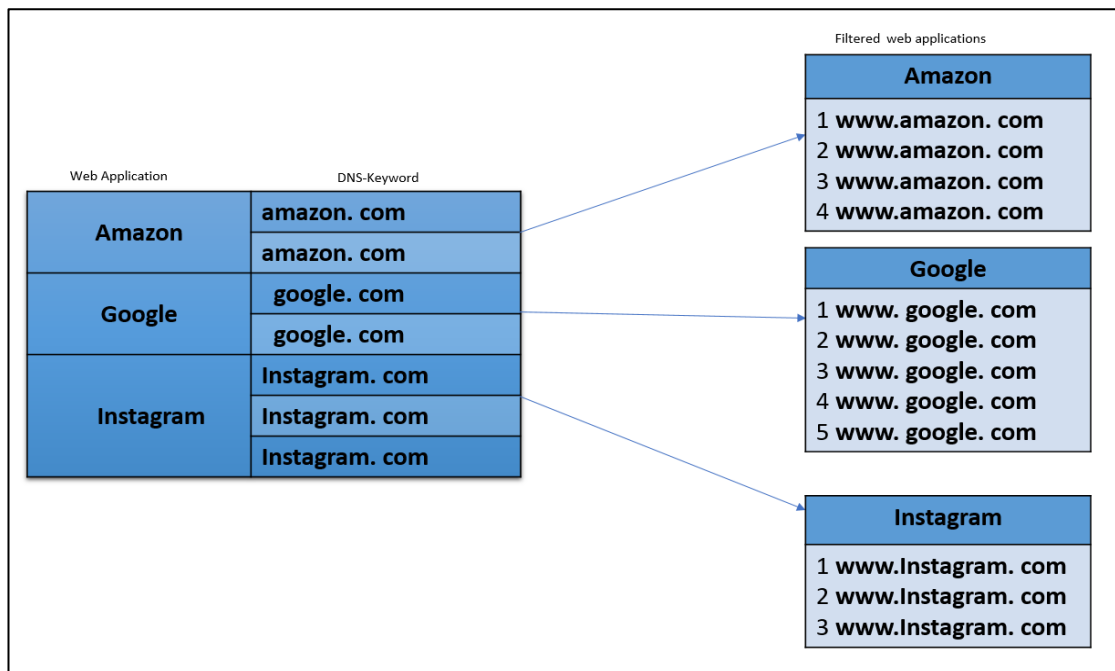 Filtered web applications
Amazon
1 www.amazon. com
2 www.amazon. com
3 www.amazon. com
4 www.amazon. com
Web Application
DNS-Keyword
Amazon
amazon. com
amazon. com
Google
google. com
google. com
Instagram
Instagram. com
Instagram. com
Instagram. com
Google
1 www. google. com
2 www. google. com
3 www. google. com
4 www. google. com
5 www. google. com
Instagram
1 www.Instagram. com
2 www.Instagram. com
3 www.Instagram. com